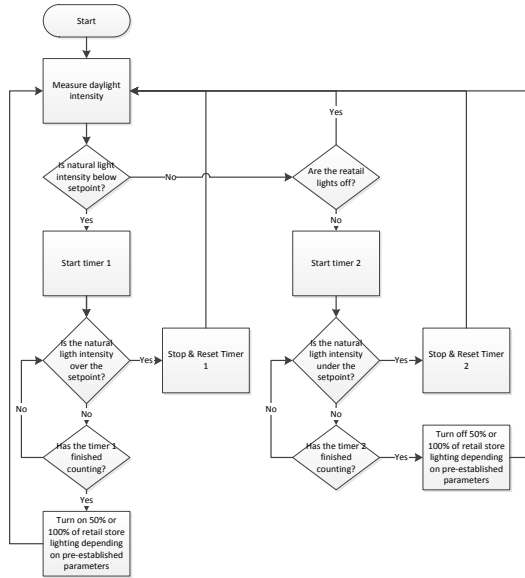 Start
Measure daylight
intensity
Is natural light
intensity below
setpoint?
No
Yes
Are the reatail
lights off?
Yes
No
Start timer 1
Start timer 2
Is the natural
ligth intensity
over the
setpoint?
Yes
Stop & Reset Timer
1
No
No
Is the natural
ligth intensity
under the
setpoint?
Yes
Stop & Reset Timer
2
No
No
Has the timer 1
finished
counting?
Yes
Has the timer 2
finished
counting?
Yes
Turn off 50% or
100% of retail store
lighting depending
on pre-established
parameters
Turn on 50% or
100% of retail store
lighting depending
on pre-established
parameters